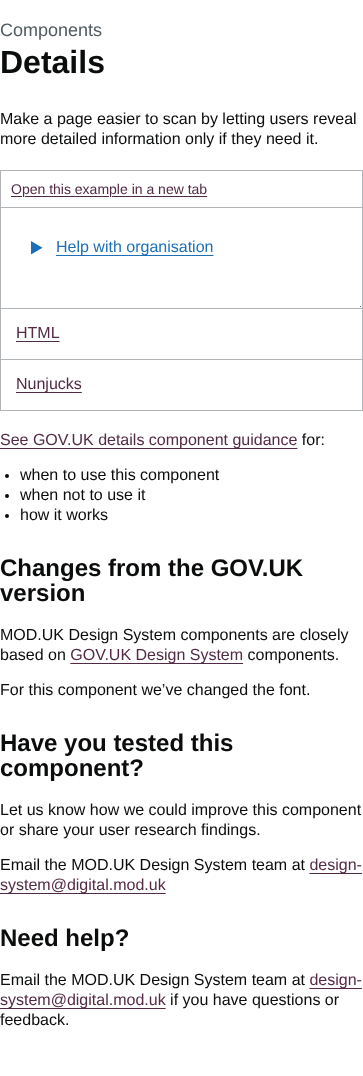 Components
Details
Make a page easier to scan by letting users reveal
more detailed information only if they need it.
Open this example in a new tab
Help with organisation
HTML
Nunjucks
See GOV.UK details component guidance for:
• when to use this component
• when not to use it
• how it works
Changes from the GOV.UK
version
MOD.UK Design System components are closely
based on GOV.UK Design System components.
For this component we’ve changed the font.
Have you tested this
component?
Let us know how we could improve this component
or share your user research findings.
Email the MOD.UK Design System team at design-
system@digital.mod.uk
Need help?
Email the MOD.UK Design System team at design-
system@digital.mod.uk if you have questions or
feedback.